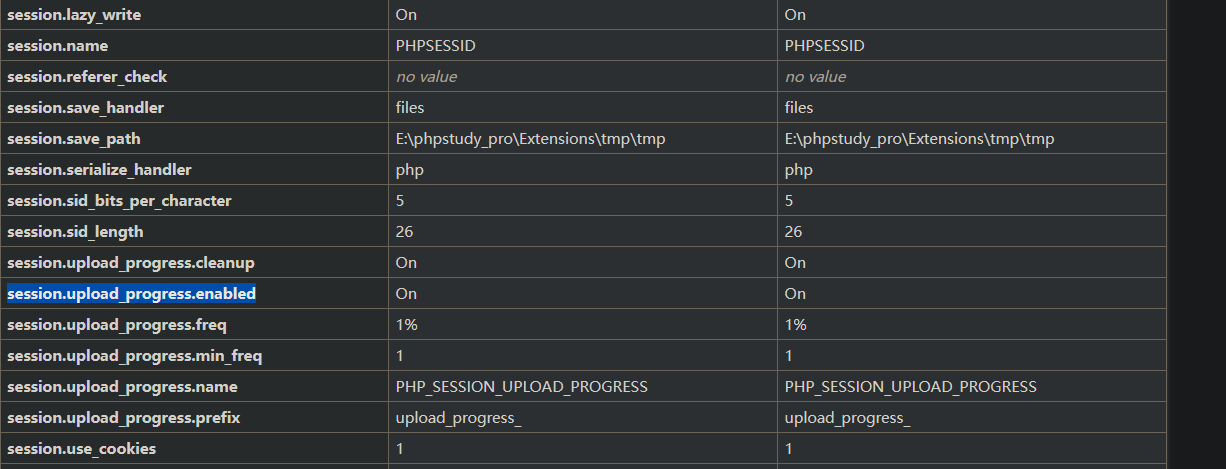 session.lazy_write On On
session.name PHPSESSID PHPSESSID
session.referer_check no value no value
session.save_handler files files
session.save_path E:\phpstudy_pro\Extensions\tmp\tmp E:\phpstudy_pro\Extensions\tmp\tmp
session.serialize_handler php php
session.sid_bits_per_character 5 5
session.sid_length 26 26
session.upload_progress.cleanup On On
session.upload_progress.enabled On On
session.upload_progress.freq 1% 1%
session.upload_progress.min_freq 1 1
session.upload_progress.name PHP_SESSION_UPLOAD_PROGRESS PHP_SESSION_UPLOAD_PROGRESS
session.upload_progress.prefix upload_progress_ upload_progress_
session.use_cookies 1 1